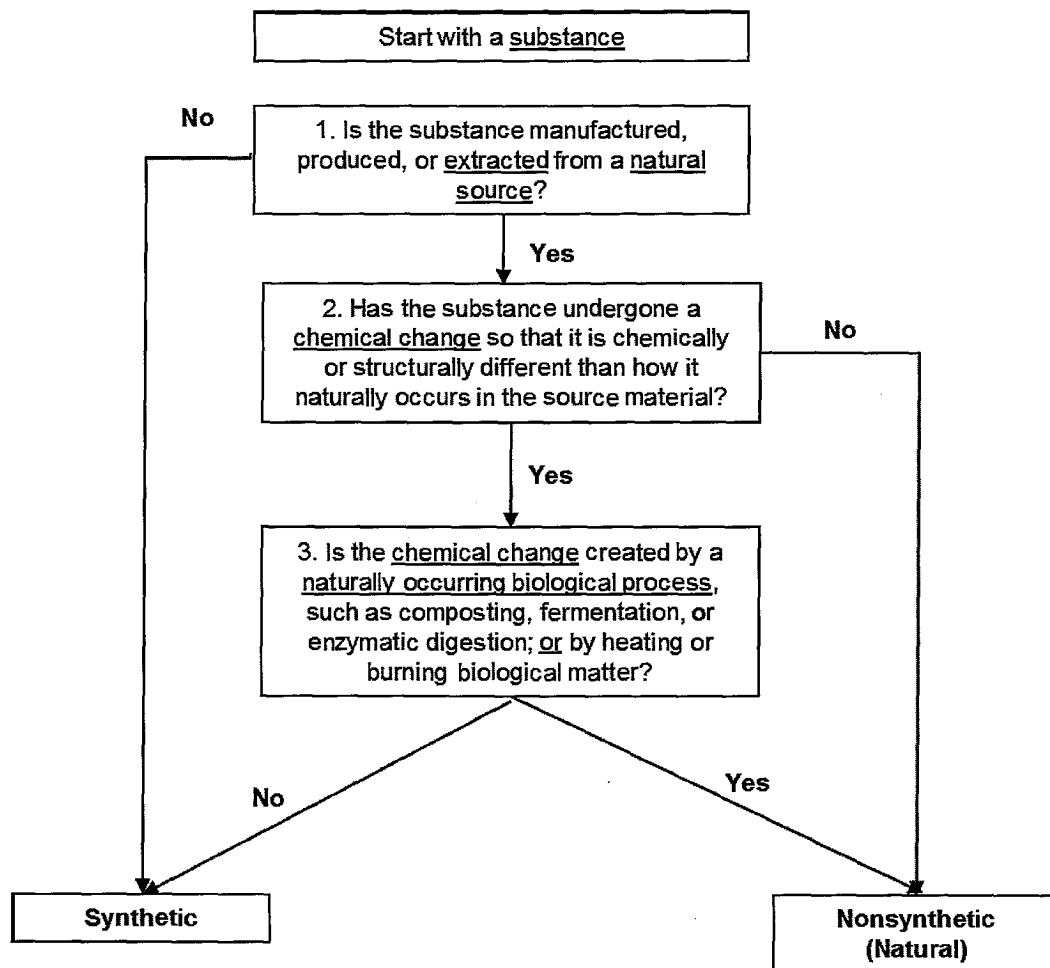 Start with a substance
No
1. Is the substance manufactured,
produced, or extracted from a natural
source?
Yes
2. Has the substance undergone a
chemical change so that it is chemically
or structurally different than how it
naturally occurs in the source material?
No
Yes
3. Is the chemical change created by a
naturally occurring biological process,
such as composting, fermentation, or
enzymatic digestion; or by heating or
burning biological matter?
No
Yes
Synthetic
Nonsynthetic
(Natural)